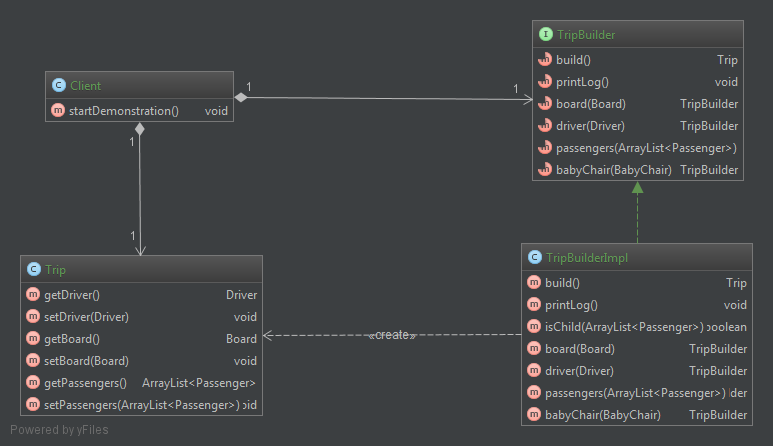 TripBuilder
build() Trip
printLog() void
board(Board) TripBuilder
driver(Driver) TripBuilder
passengers(ArrayList<Passenger>)
babyChair(BabyChair) TripBuilder
Client
startDemonstration() void
1
1
1
1
Trip
getDriver() Driver
setDriver(Driver) void
getBoard() Board
setBoard(Board) void
getPassengers() ArrayList<Passenger>
setPassengers(ArrayList<Passenger>)
«create»
TripBuilderImpl
build() Trip
printLog() void
isChild(ArrayList<Passenger>) boolean
board(Board) TripBuilder
driver(Driver) TripBuilder
passengers(ArrayList<Passenger>) lder
babyChair(BabyChair) TripBuilder
Powered by yFiles